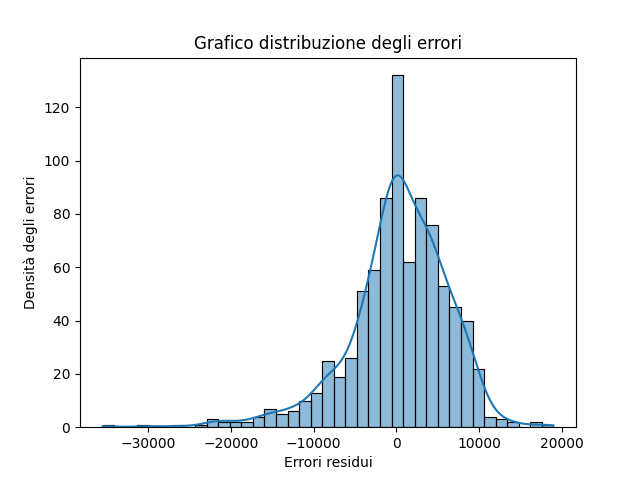 Grafico distribuzione degli errori
Densità degli errori
120
100
80
60
40
20
0
−30000 −20000 −10000 0 10000 20000
Errori residui